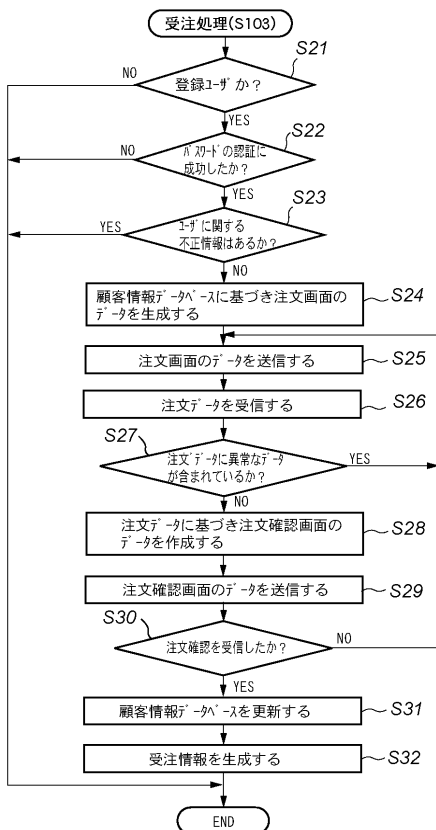 受注処理(S103)
S21
登録ユーザか？
NO
YES
S22
パスワードの認証に
成功したか？
NO
YES
S23
ユーザに関する
不正情報はあるか？
YES
NO
顧客情報データベースに基づき注文画面の
データを生成する
S24
注文画面のデータを送信する
S25
注文データを受信する
S26
S27
注文データに異常なデータ
が含まれているか？
YES
NO
注文データに基づき注文確認画面の
データを作成する
S28
注文確認画面のデータを送信する
S29
S30
注文確認を受信したか？
NO
YES
顧客情報データベースを更新する
S31
受注情報を生成する
S32
END